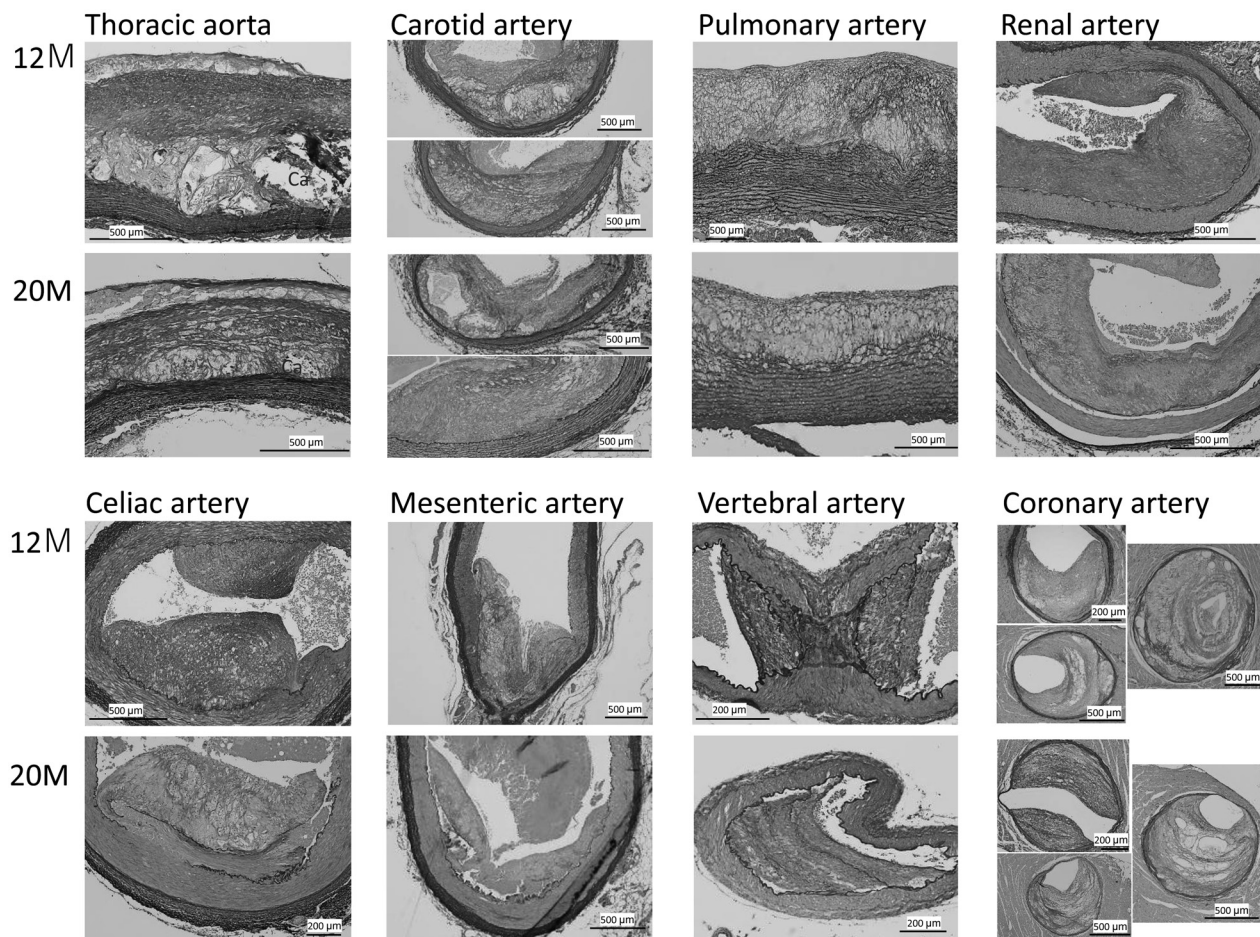 Thoracic aorta
Carotid artery
Pulmonary artery
Renal artery
12M
Ca
500 µm
500 µm
500 µm
500 µm
500 µm
20M
Ca
500 µm
500 µm
500 µm
500 µm
500 µm
Celiac artery
Mesenteric artery
Vertebral artery
Coronary artery
12M
500 µm
500 µm
200 µm
200 µm
500 µm
500 µm
20M
200 µm
500 µm
200 µm
200 µm
500 µm
500 µm